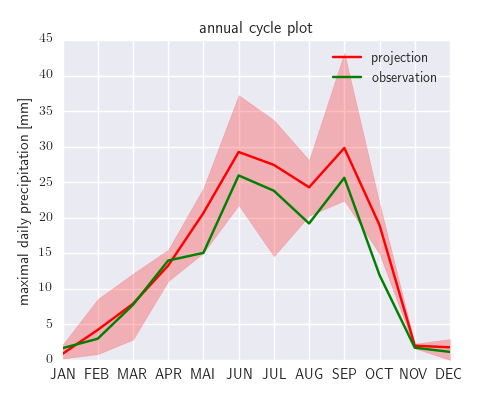 annual cycle plot
projection
observation
maximal daily precipitation [mm]
45
40
35
30
25
20
15
10
5
0
JAN FEB MAR APR MAI JUN JUL AUG SEP OCT NOV DEC